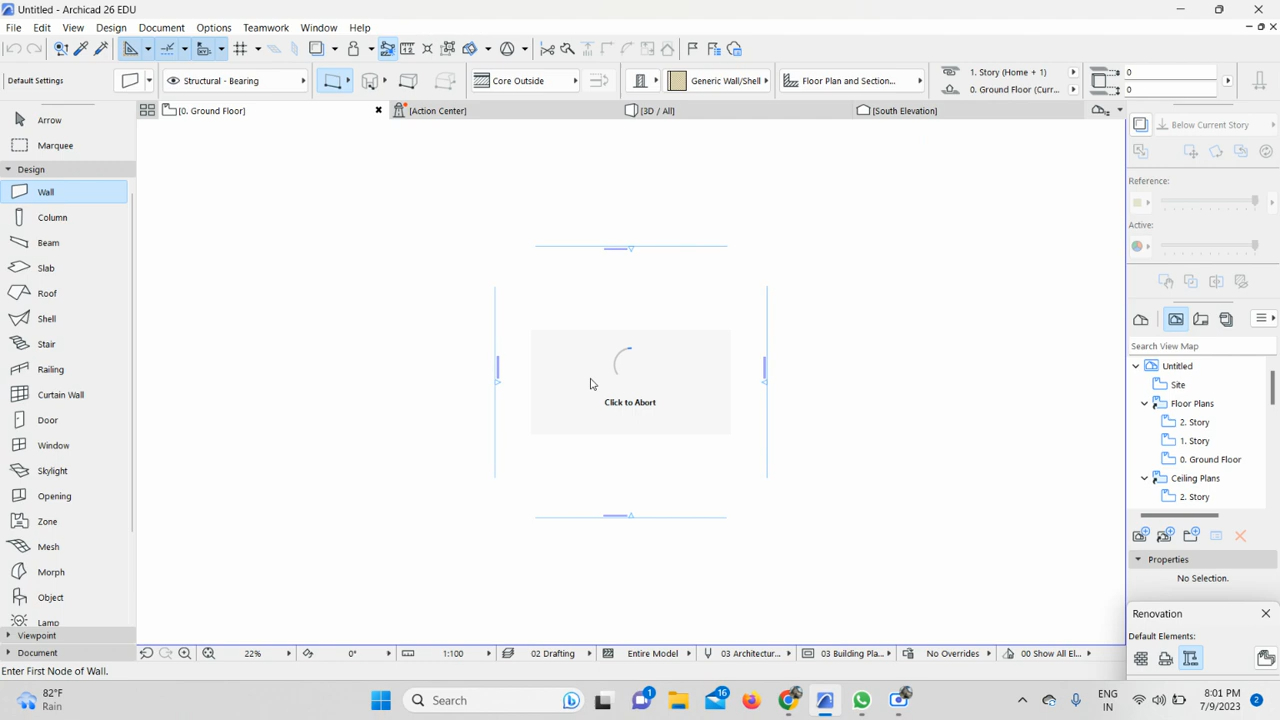 Untitled - Archicad 26 EDU
File Edit View Design Document Options Teamwork Window Help
Default Settings
Structural - Bearing
Core Outside
Generic Wall/Shell
Floor Plan and Section...
1. Story (Home + 1)
0. Ground Floor (Curr...
0
0
[0. Ground Floor]
[Action Center]
[3D / All]
[South Elevation]
Below Current Story
Arrow
Marquee
Design
Wall
Column
Beam
Slab
Roof
Shell
Stair
Railing
Curtain Wall
Door
Window
Skylight
Opening
Zone
Mesh
Morph
Object
Lamp
Viewpoint
Document
Click to Abort
Reference:
Active:
Search View Map
Untitled
Site
Floor Plans
2. Story
1. Story
0. Ground Floor
Ceiling Plans
2. Story
Properties
No Selection.
Renovation
Default Elements:
22%
0°
1:100
02 Drafting
Entire Model
03 Architectur...
03 Building Pla...
No Overrides
00 Show All El...
Enter First Node of Wall.
82°F
Rain
Search
1
16
ENG
IN
8:01 PM
7/9/2023
2